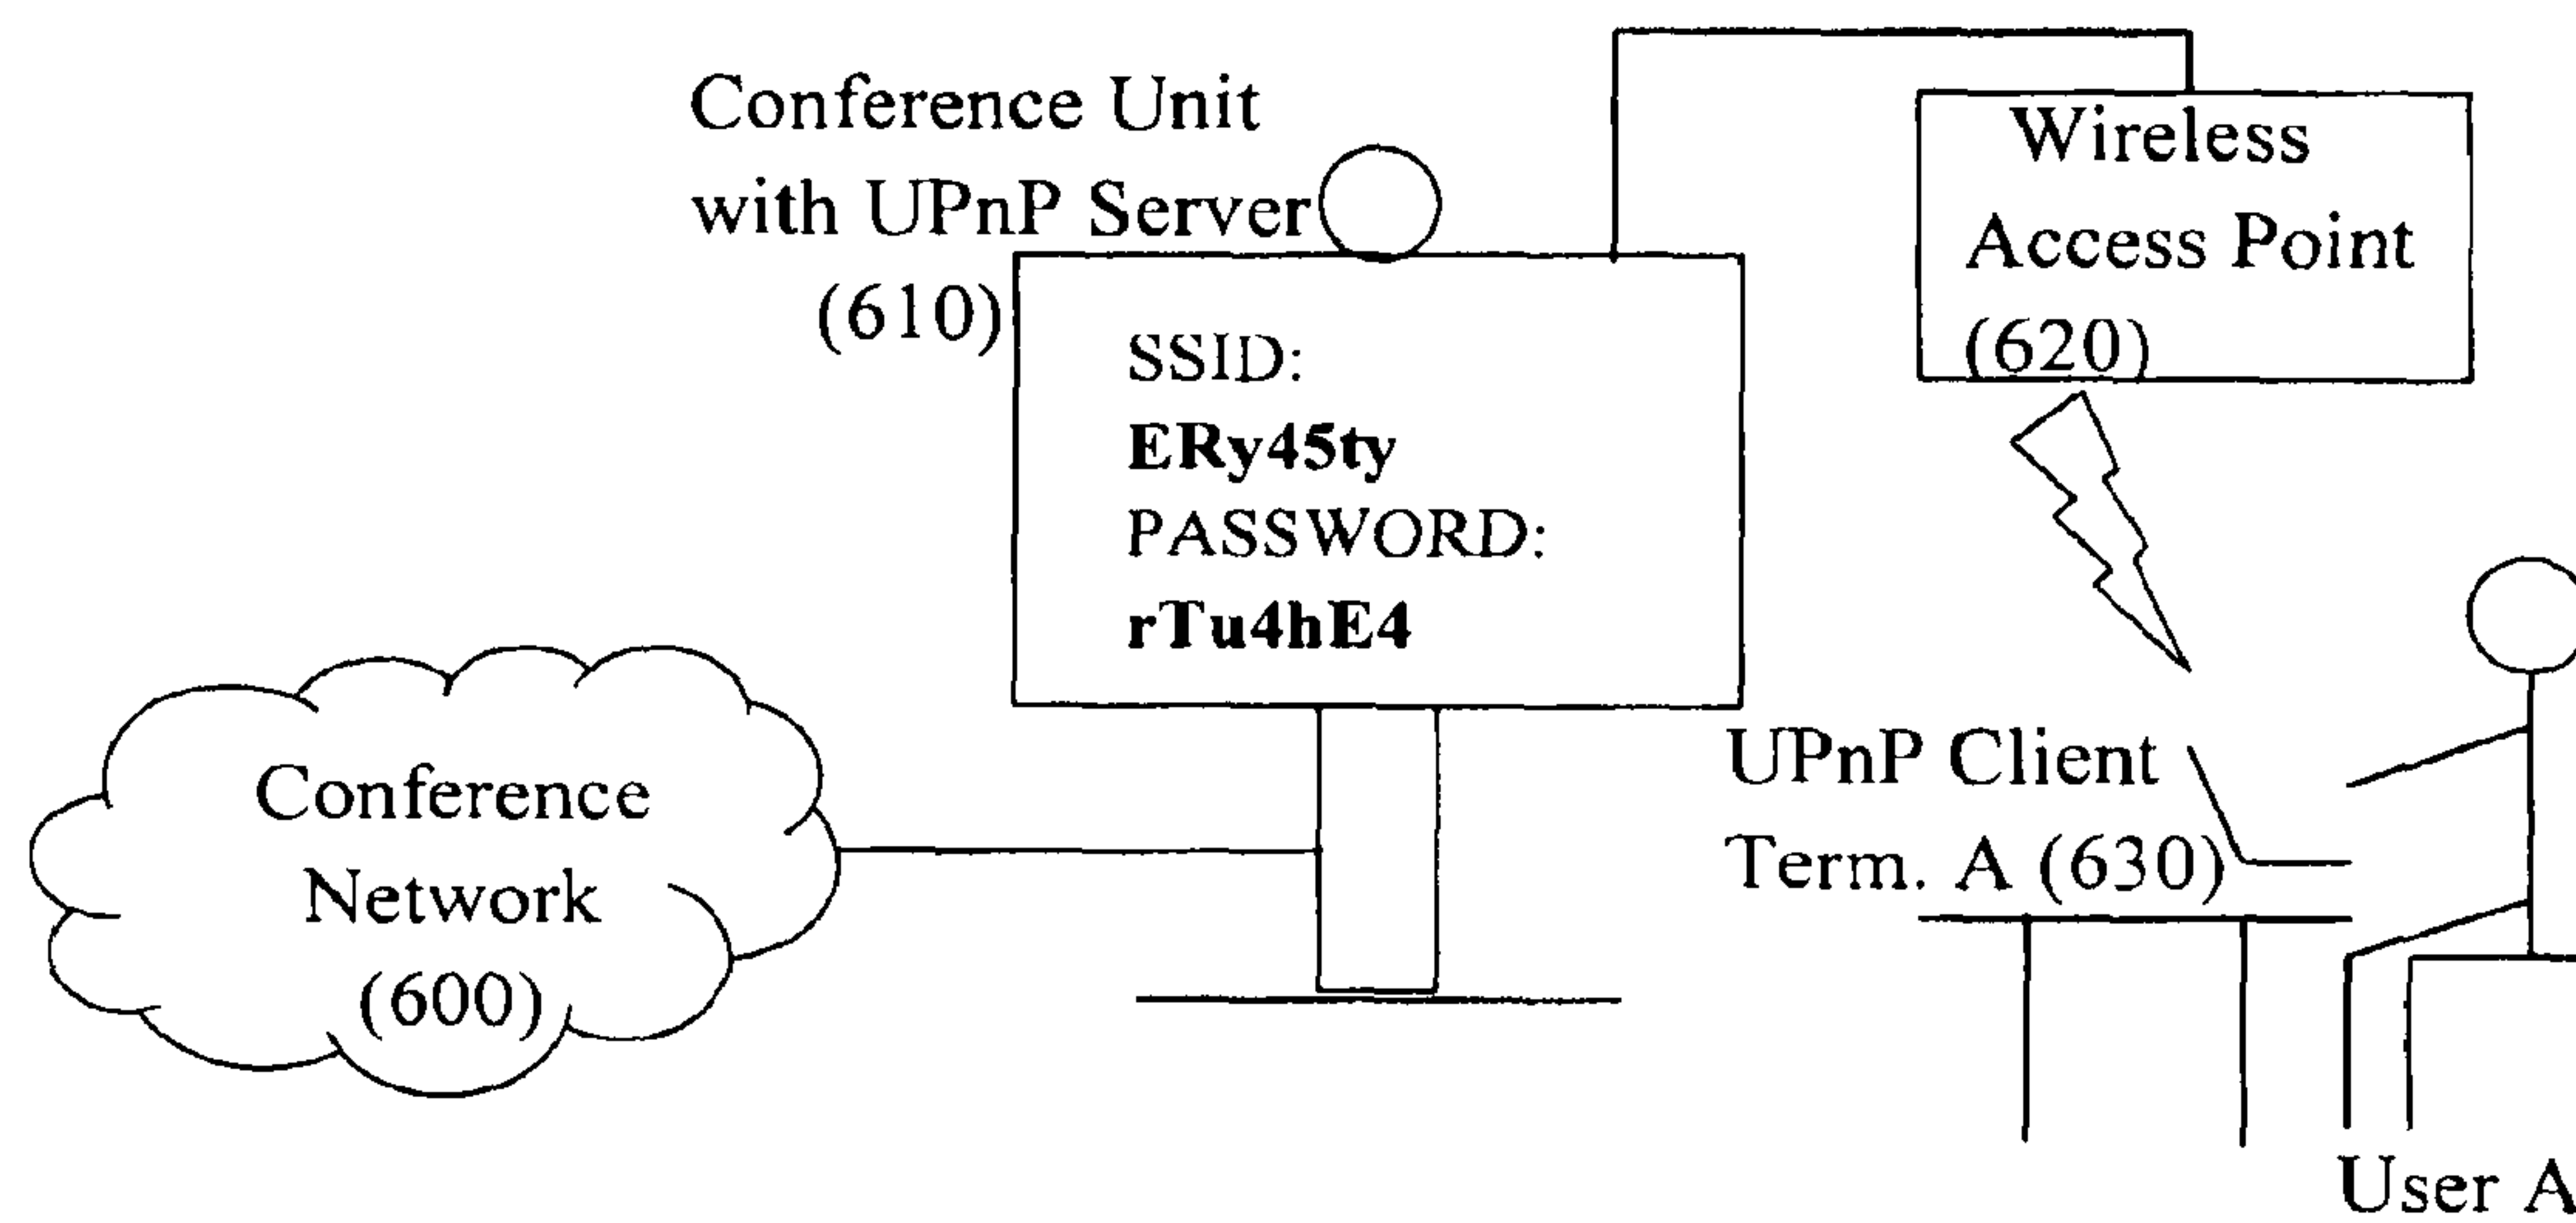 Conference Unit
with UPnP Server
(610)
Wireless
Access Point
(620)
SSID:
ERy45ty
PASSWORD:
rTu4hE4
Conference
Network
(600)
UPnP Client
Term. A (630)
User A